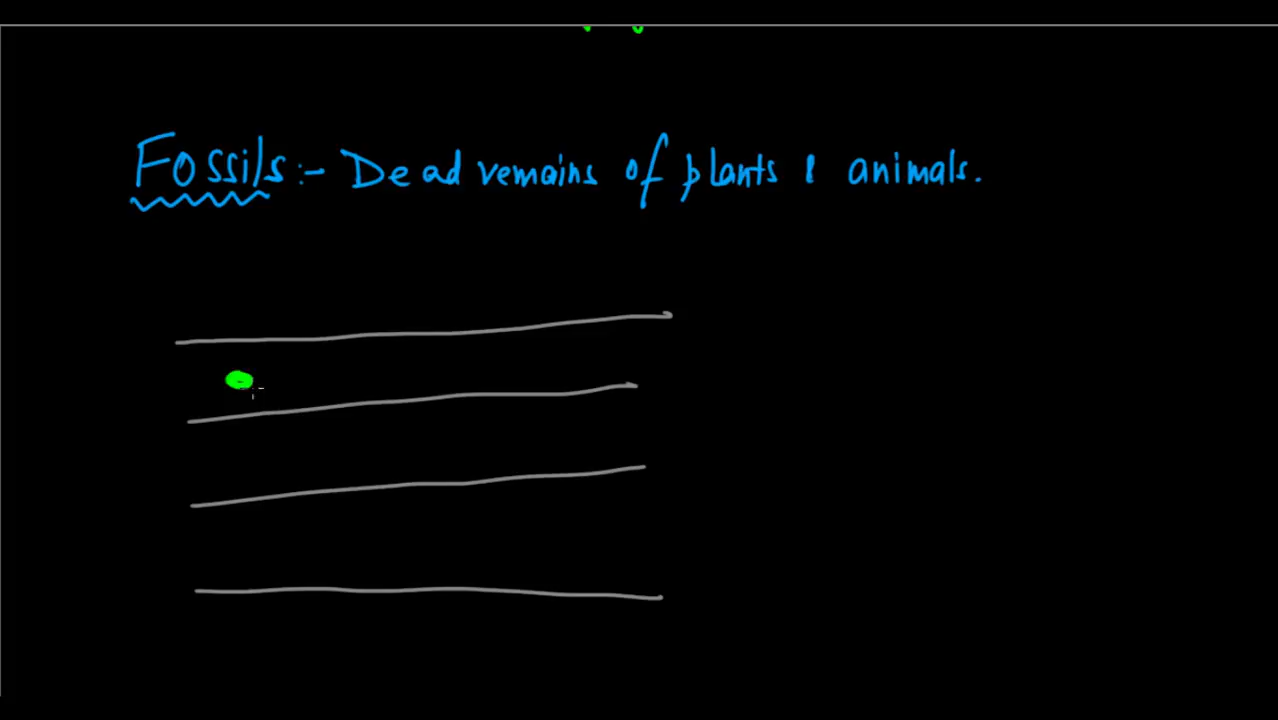 Fossils :- Dead remains of plants & animals.